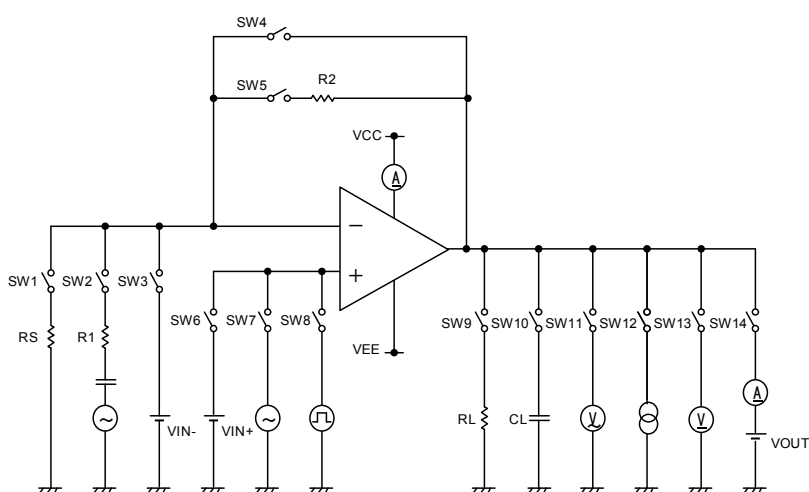 SW4
SW5
R2
VCC
A
−
+
SW1
SW2
SW3
SW6
SW7
SW8
SW9
SW10
SW11
SW12
SW13
SW14
RS
R1
VEE
A
VIN-
VIN+
RL
CL
V
V
VOUT